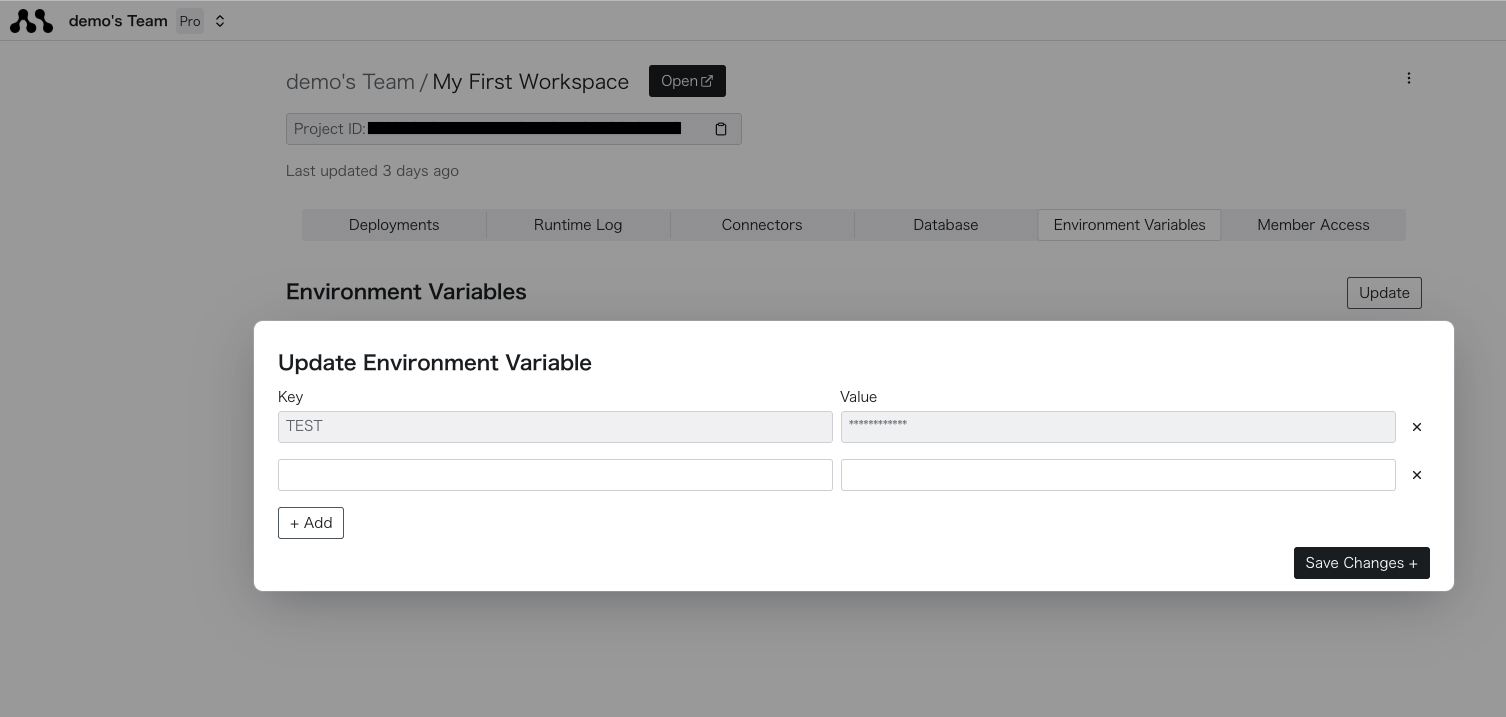 demo's Team Pro
demo's Team / My First Workspace Open
Project ID:
Last updated 3 days ago
Deployments Runtime Log Connectors Database Environment Variables Member Access
Environment Variables Update
Update Environment Variable
Key Value
TEST ************
+ Add
Save Changes +